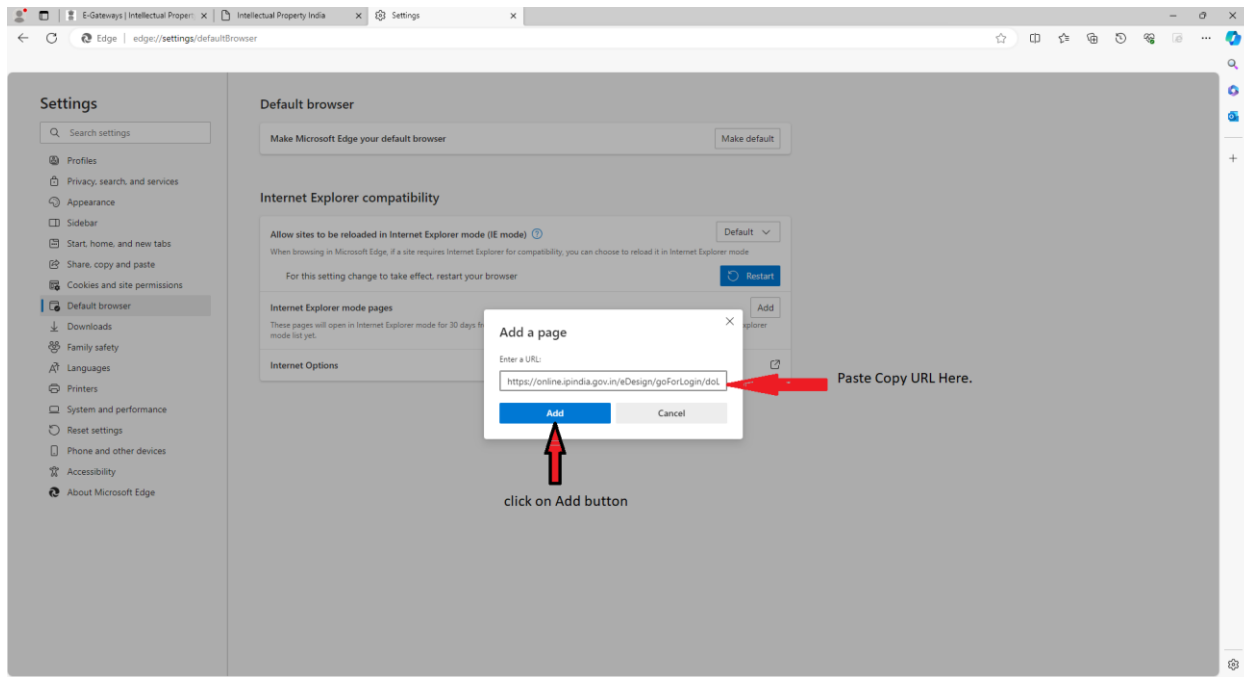 E-Gateways | Intellectual Propert
Intellectual Property India
Settings
Edge | edge://settings/defaultBrowser
Settings
Search settings
Profiles
Privacy, search, and services
Appearance
Sidebar
Start, home, and new tabs
Share, copy and paste
Cookies and site permissions
Default browser
Downloads
Family safety
Languages
Printers
System and performance
Reset settings
Phone and other devices
Accessibility
About Microsoft Edge
Default browser
Make Microsoft Edge your default browser
Make default
Internet Explorer compatibility
Allow sites to be reloaded in Internet Explorer mode (IE mode)
Default
When browsing in Microsoft Edge, if a site requires Internet Explorer for compatibility, you can choose to reload it in Internet Explorer mode
For this setting change to take effect, restart your browser
Restart
Internet Explorer mode pages
Add
These pages will open in Internet Explorer mode for 30 days fr
xplorer
mode list yet.
Internet Options
Add a page
Enter a URL:
https://online.ipindia.gov.in/eDesign/goForLogin/doL
Add
Cancel
Paste Copy URL Here.
click on Add button